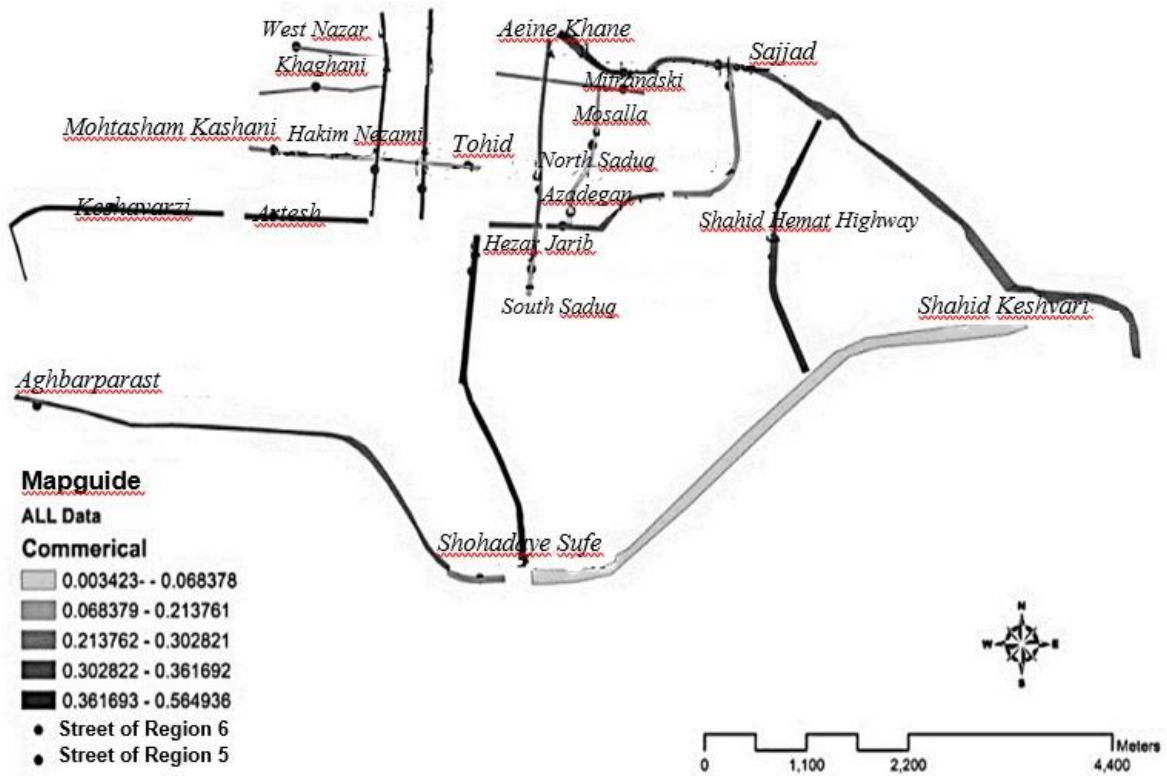 West Nazar
Aeine Khane
Sajjad
Khaghani
Mitrandski
Mosalla
Mohtasham Kashani
Hakim Nezami
Tohid
North Saduq
Azadegan
Keshavarzi
Artesh
Shahid Hemat Highway
Hezar Jarib
South Saduq
Shahid Keshvari
Aghbarparast
Shohadaye Sufe
Mapguide
ALL Data
Commerical
0.003423- - 0.068378
0.068379 - 0.213761
0.213762 - 0.302821
0.302822 - 0.361692
0.361693 - 0.564936
Street of Region 6
Street of Region 5
N
W E
S
Meters
0 1,100 2,200 4,400